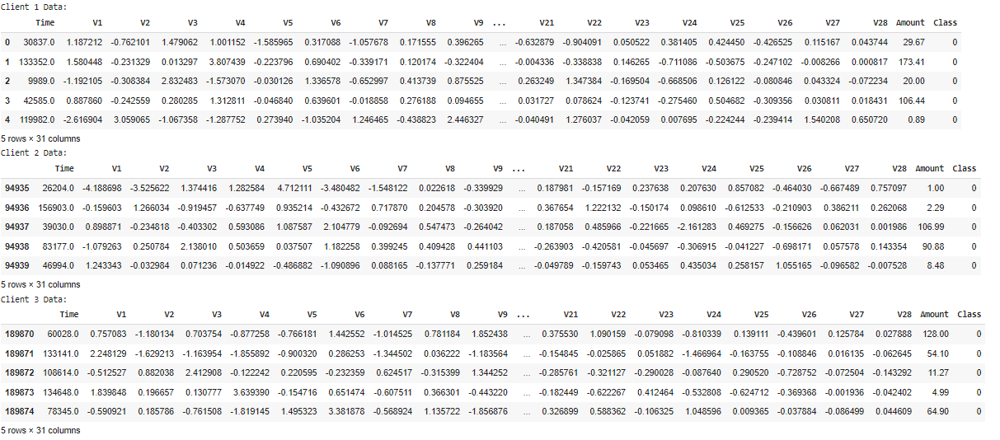 Client 1 Data:
Time V1 V2 V3 V4 V5 V6 V7 V8 V9 ... V21 V22 V23 V24 V25 V26 V27 V28 Amount Class
0 30837.0 1.187212 -0.762101 1.479062 1.001152 -1.585965 0.317088 -1.057678 0.171555 0.396265 ... -0.632879 -0.904091 0.050522 0.381405 0.424450 -0.426525 0.115167 0.043744 29.67 0
1 133352.0 1.580448 -0.231329 0.013297 3.807439 -0.223796 0.690402 -0.339171 0.120174 -0.322404 ... -0.004336 -0.338838 0.146265 -0.711086 -0.503675 -0.247102 -0.008266 0.000817 173.41 0
2 9989.0 -1.192105 -0.308384 2.832483 -1.573070 -0.030126 1.336578 -0.652997 0.413739 0.875525 ... 0.263249 1.347384 -0.169504 -0.668506 0.126122 -0.080846 0.043324 -0.072234 20.00 0
3 42585.0 0.887860 -0.242559 0.280285 1.312811 -0.046840 0.639601 -0.018858 0.276188 0.094655 ... 0.031727 0.078624 -0.123741 -0.275460 0.504682 -0.309356 0.030811 0.018431 106.44 0
4 119982.0 -2.616904 3.059065 -1.067358 -1.287752 0.273940 -1.035204 1.246465 -0.438823 2.446327 ... -0.040491 1.276037 -0.042059 0.007695 -0.224244 -0.239414 1.540208 0.650720 0.89 0
5 rows × 31 columns
Client 2 Data:
Time V1 V2 V3 V4 V5 V6 V7 V8 V9 ... V21 V22 V23 V24 V25 V26 V27 V28 Amount Class
94935 26204.0 -4.188698 -3.525622 1.374416 1.282584 4.712111 -3.480482 -1.548122 0.022618 -0.339929 ... 0.187981 -0.157169 0.237638 0.207630 0.857082 -0.464030 -0.667489 0.757097 1.00 0
94936 156903.0 -0.159603 1.266034 -0.919457 -0.637749 0.935214 -0.432672 0.717870 0.204578 -0.303920 ... 0.367654 1.222132 -0.150174 0.098610 -0.612533 -0.210903 0.386211 0.262068 2.29 0
94937 39030.0 0.898871 -0.234818 -0.403302 0.593086 1.087587 2.104779 -0.092694 0.547473 -0.264042 ... 0.187058 0.485966 -0.221665 -2.161283 0.469275 -0.156626 0.062031 0.001986 106.99 0
94938 83177.0 -1.079263 0.250784 2.138010 0.503659 0.037507 1.182258 0.399245 0.409428 0.441103 ... -0.263903 -0.420581 -0.045697 -0.306915 -0.041227 -0.698171 0.057578 0.143354 90.88 0
94939 46994.0 1.243343 -0.032984 0.071236 -0.014922 -0.486882 -1.090896 0.088165 -0.137771 0.259184 ... -0.049789 -0.159743 0.053465 0.435034 0.258157 1.055165 -0.096582 -0.007528 8.48 0
5 rows × 31 columns
Client 3 Data:
Time V1 V2 V3 V4 V5 V6 V7 V8 V9 ... V21 V22 V23 V24 V25 V26 V27 V28 Amount Class
189870 60028.0 0.757083 -1.180134 0.703754 -0.877258 -0.766181 1.442552 -1.014525 0.781184 1.852438 ... 0.375530 1.090159 -0.079098 -0.810339 0.139111 -0.439601 0.125784 0.027888 128.00 0
189871 133141.0 2.248129 -1.629213 -1.163954 -1.855892 -0.900320 0.286253 -1.344502 0.036222 -1.183564 ... -0.154845 -0.025865 0.051882 -1.466964 -0.163755 -0.108846 0.016135 -0.062645 54.10 0
189872 108614.0 -0.512527 0.882038 2.412908 -0.122242 0.220595 -0.232359 0.624517 -0.315399 1.344252 ... -0.285761 -0.321127 -0.290028 -0.087640 0.290520 -0.728752 -0.072504 -0.143292 11.27 0
189873 134648.0 1.839848 0.196657 0.130777 3.639390 -0.154716 0.651474 -0.607511 0.366301 -0.443220 ... -0.182449 -0.622267 0.412464 -0.532808 -0.624712 -0.369368 -0.001936 -0.042402 4.99 0
189874 78345.0 -0.590921 0.185786 -0.761508 -1.819145 1.495323 3.381878 -0.568924 1.135722 -1.856876 ... 0.326899 0.588362 -0.106325 1.048596 0.009365 -0.037884 -0.086499 0.044609 64.90 0
5 rows × 31 columns